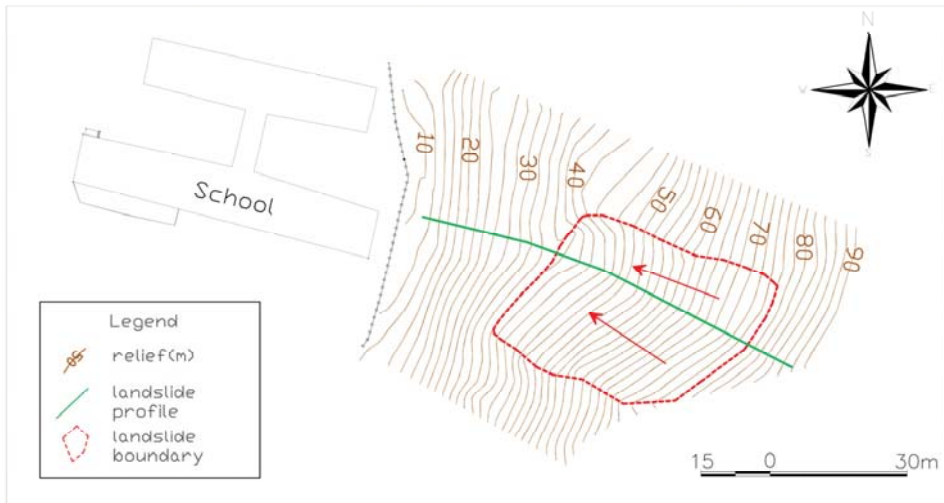 N
W
E
S
10
20
30
40
50
60
70
80
90
School
Legend
50
relief(m)
landslide
profile
landslide
boundary
15 0 30m